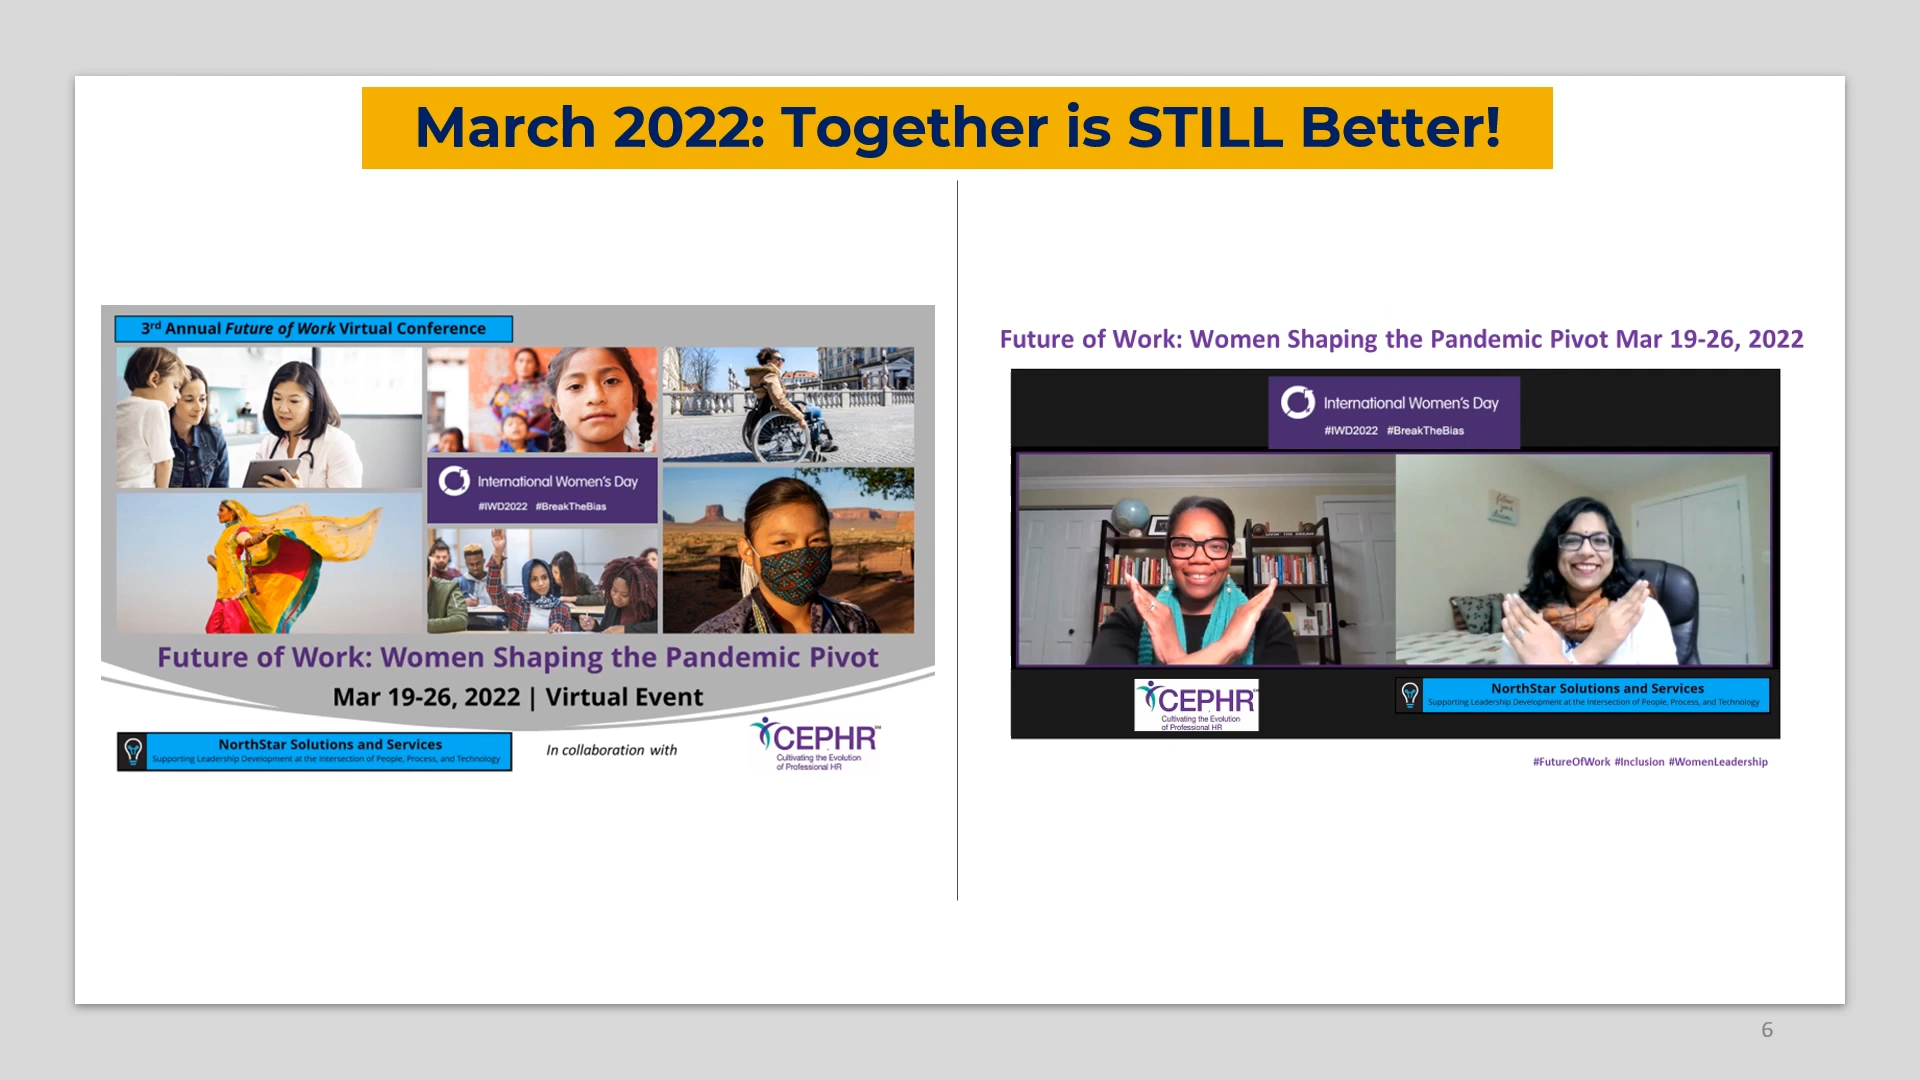 March 2022: Together is STILL Better!
3rd Annual Future of Work Virtual Conference
International Women's Day
#IWD2022 #BreakTheBias
Future of Work: Women Shaping the Pandemic Pivot
Mar 19-26, 2022 | Virtual Event
NorthStar Solutions and Services
Supporting Leadership Development at the Intersection of People, Process, and Technology
In collaboration with
CEPHR
Cultivating the Evolution
of Professional HR
Future of Work: Women Shaping the Pandemic Pivot Mar 19-26, 2022
International Women's Day
#IWD2022 #BreakTheBias
CEPHR
Cultivating the Evolution
of Professional HR
NorthStar Solutions and Services
Supporting Leadership Development at the Intersection of People, Process, and Technology
#FutureOfWork #Inclusion #WomenLeadership
6